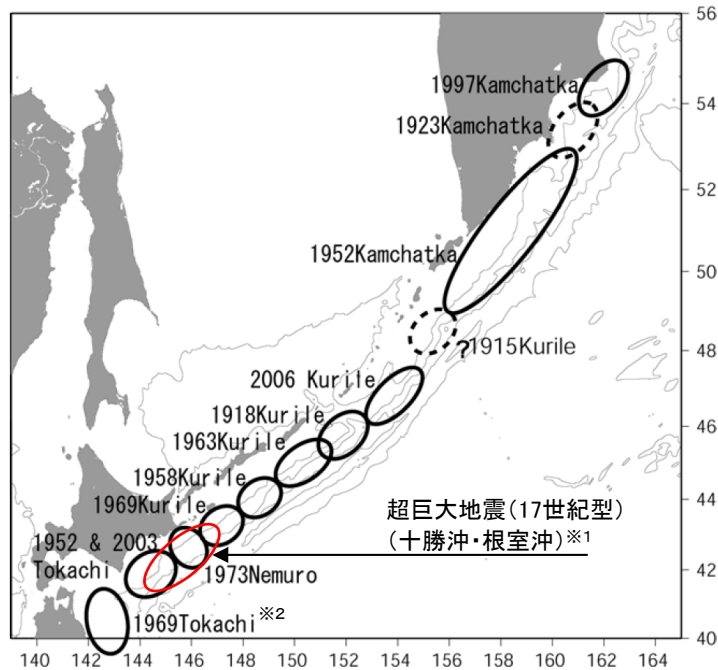 56
1997Kamchatka
54
1923Kamchatka
52
1952Kamchatka
50
?1915Kurile
48
2006 Kurile
1918Kurile
46
1963Kurile
1958Kurile
44
1969Kurile
超巨大地震(17世紀型)
(十勝沖・根室沖)※1
1952 & 2003
Tokachi
42
1973Nemuro
1969Tokachi※2
40
140 142 144 146 148 150 152 154 156 158 160 162 164